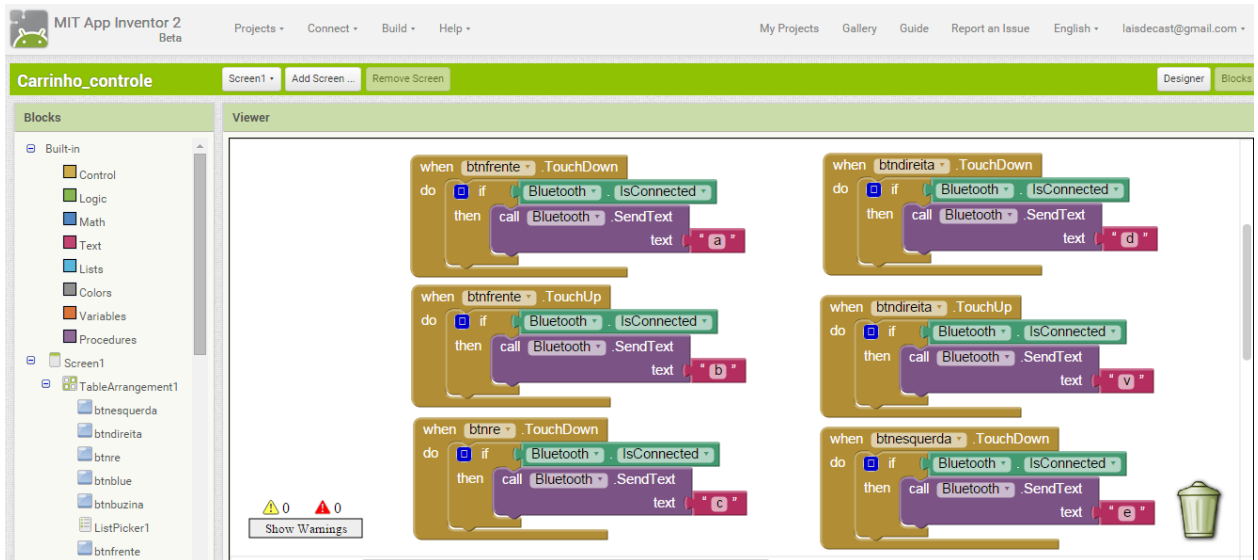 MIT App Inventor 2
Beta
Projects Connect Build Help
My Projects Gallery Guide Report an Issue English laisdecast@gmail.com
Carrinho_controle
Screen1 Add Screen ... Remove Screen
Designer Blocks
Blocks
Viewer
Built-in
Control
Logic
Math
Text
Lists
Colors
Variables
Procedures
Screen1
TableArrangement1
btnesquerda
btndireita
btnre
btnblue
btnbuzina
ListPicker1
btnfrente
when btnfrente .TouchDown
do if Bluetooth . IsConnected
then call Bluetooth .SendText
text " a "
when btnfrente .TouchUp
do if Bluetooth . IsConnected
then call Bluetooth .SendText
text " b "
when btnre .TouchDown
do if Bluetooth . IsConnected
then call Bluetooth .SendText
text " c "
when btndireita .TouchDown
do if Bluetooth . IsConnected
then call Bluetooth .SendText
text " d "
when btndireita .TouchUp
do if Bluetooth . IsConnected
then call Bluetooth .SendText
text " v "
when btnesquerda .TouchDown
do if Bluetooth . IsConnected
then call Bluetooth .SendText
text " e "
0 0
Show Warnings